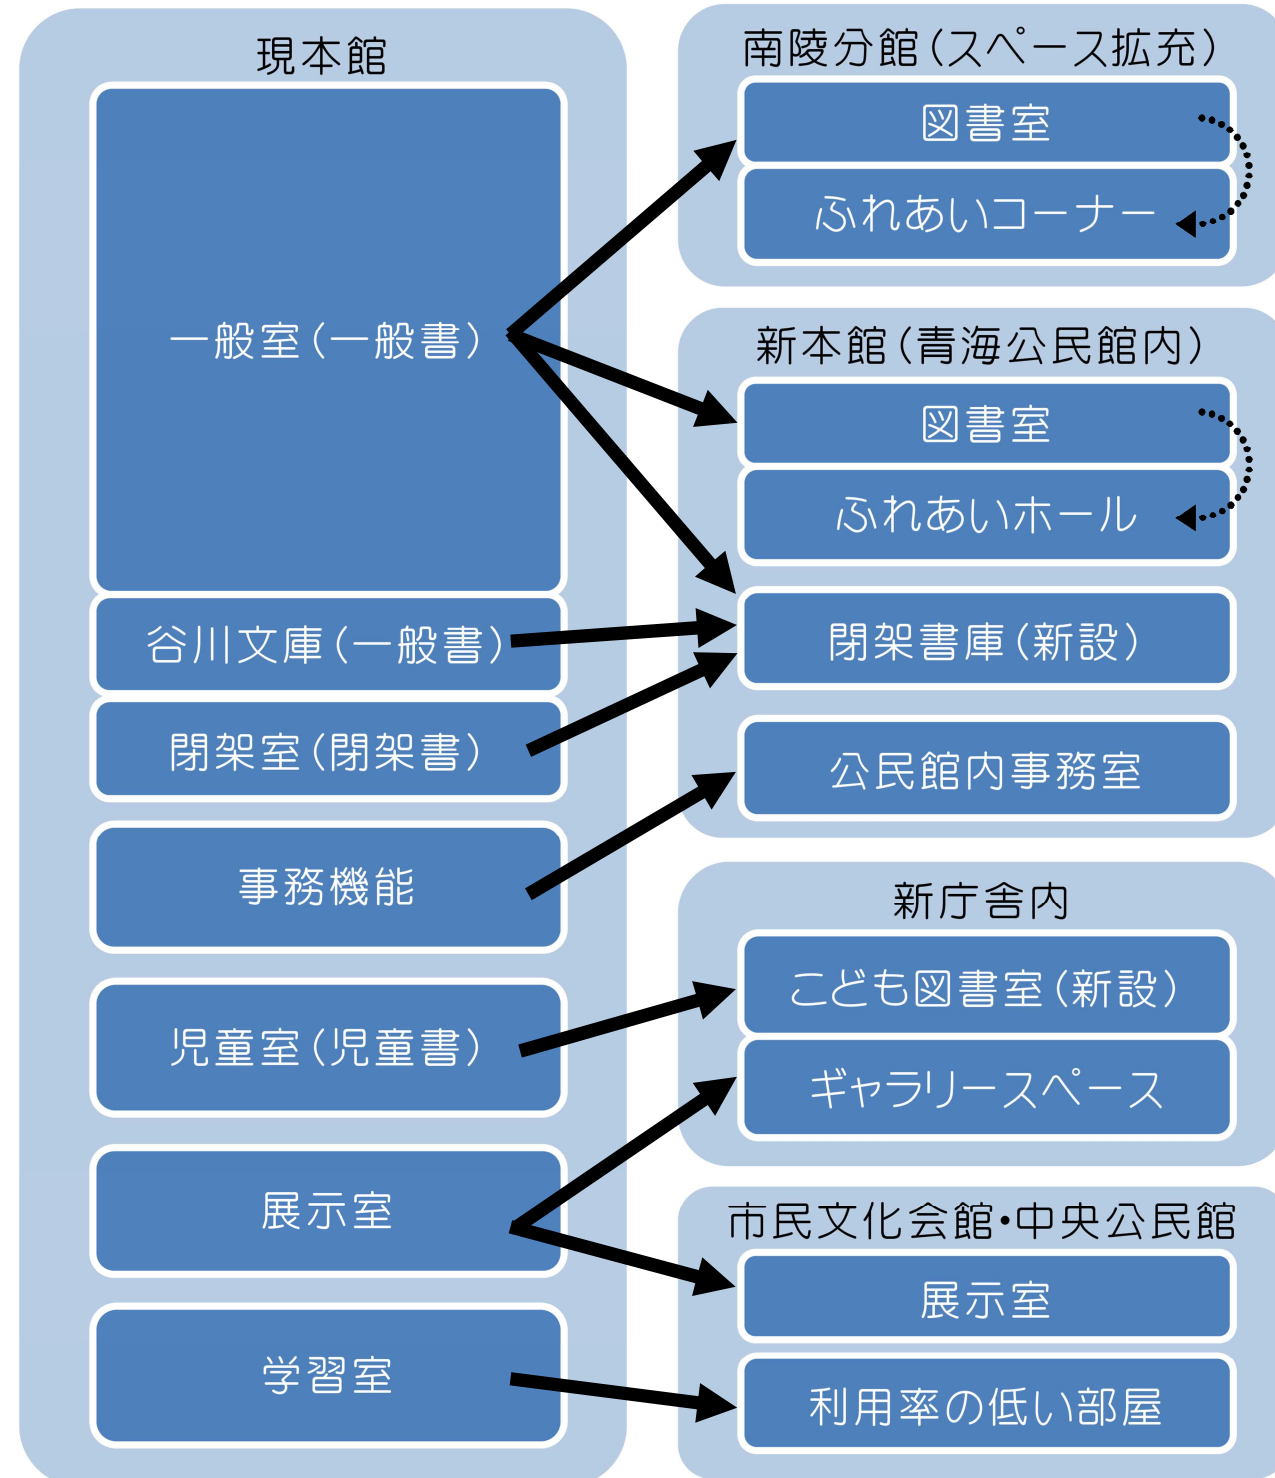 現本館
一般室(一般書)
谷川文庫(一般書)
閉架室(閉架書)
事務機能
児童室(児童書)
展示室
学習室
南陵分館(スペース拡充)
図書室
ふれあいコーナー
新本館(青海公民館内)
図書室
ふれあいホール
閉架書庫(新設)
公民館内事務室
新庁舎内
こども図書室(新設)
ギャラリースペース
市民文化会館・中央公民館
展示室
利用率の低い部屋